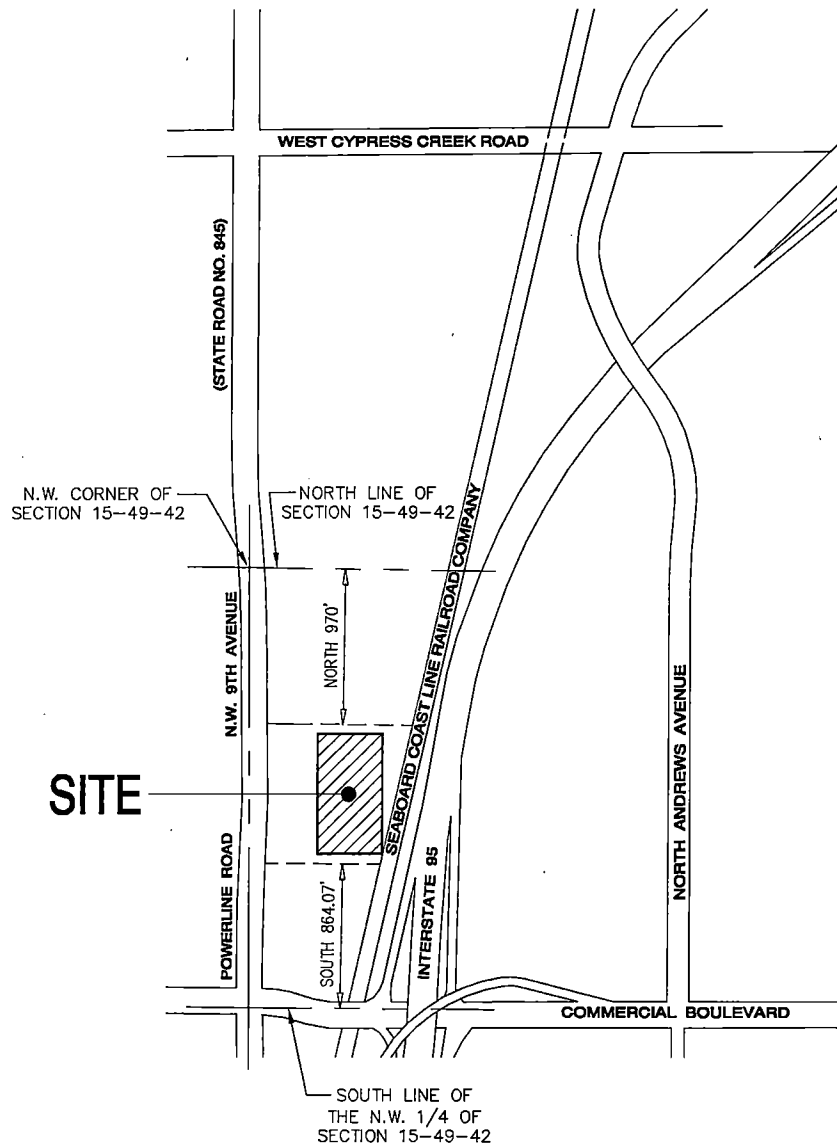 WEST CYPRESS CREEK ROAD
(STATE ROAD NO. 845)
N.W. CORNER OF
SECTION 15-49-42
NORTH LINE OF
SECTION 15-49-42
SEABOARD COAST LINE RAILROAD COMPANY
N.W. 9TH AVENUE
NORTH 970'
SITE
POWERLINE ROAD
SOUTH 864.07'
INTERSTATE 95
NORTH ANDREWS AVENUE
COMMERCIAL BOULEVARD
SOUTH LINE OF
THE N.W. 1/4 OF
SECTION 15-49-42